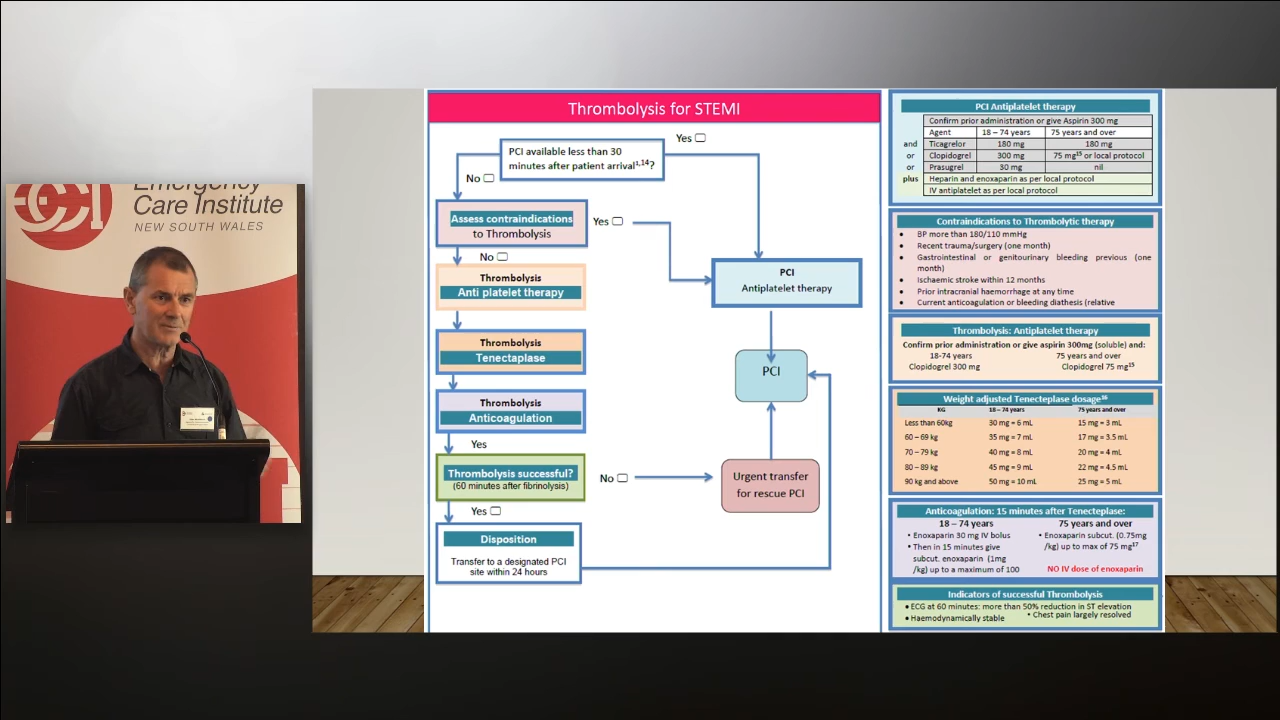 ECI
Emergency
Care Institute
NEW SOUTH WALES
Thrombolysis for STEMI
PCI available less than 30
minutes after patient arrival¹,¹⁴?
Yes
No
Assess contraindications
to Thrombolysis
Yes
No
Thrombolysis
Anti platelet therapy
Thrombolysis
Tenectaplase
Thrombolysis
Anticoagulation
Yes
Thrombolysis successful?
(60 minutes after fibrinolysis)
No
Yes
Disposition
Transfer to a designated PCI
site within 24 hours
PCI
Antiplatelet therapy
PCI
Urgent transfer
for rescue PCI
PCI Antiplatelet therapy
Confirm prior administration or give Aspirin 300 mg
Agent 18 – 74 years 75 years and over
and Ticagrelor 180 mg 180 mg
or Clopidogrel 300 mg 75 mg¹⁵ or local protocol
or Prasugrel 30 mg nil
plus Heparin and enoxaparin as per local protocol
IV antiplatelet as per local protocol
Contraindications to Thrombolytic therapy
• BP more than 180/110 mmHg
• Recent trauma/surgery (one month)
• Gastrointestinal or genitourinary bleeding previous (one
month)
• Ischaemic stroke within 12 months
• Prior intracranial haemorrhage at any time
• Current anticoagulation or bleeding diathesis (relative
Thrombolysis: Antiplatelet therapy
Confirm prior administration or give aspirin 300mg (soluble) and:
18-74 years 75 years and over
Clopidogrel 300 mg Clopidogrel 75 mg¹⁵
Weight adjusted Tenecteplase dosage¹⁶
KG 18 – 74 years 75 years and over
Less than 60kg 30 mg = 6 mL 15 mg = 3 mL
60 – 69 kg 35 mg = 7 mL 17 mg = 3.5 mL
70 – 79 kg 40 mg = 8 mL 20 mg = 4 mL
80 – 89 kg 45 mg = 9 mL 22 mg = 4.5 mL
90 kg and above 50 mg = 10 mL 25 mg = 5 mL
Anticoagulation: 15 minutes after Tenecteplase:
18 – 74 years 75 years and over
• Enoxaparin 30 mg IV bolus
• Then in 15 minutes give
subcut. enoxaparin (1mg
/kg) up to a maximum of 100
• Enoxaparin subcut. (0.75mg
/kg) up to max of 75 mg¹⁷
NO IV dose of enoxaparin
Indicators of successful Thrombolysis
• ECG at 60 minutes: more than 50% reduction in ST elevation
• Haemodynamically stable • Chest pain largely resolved